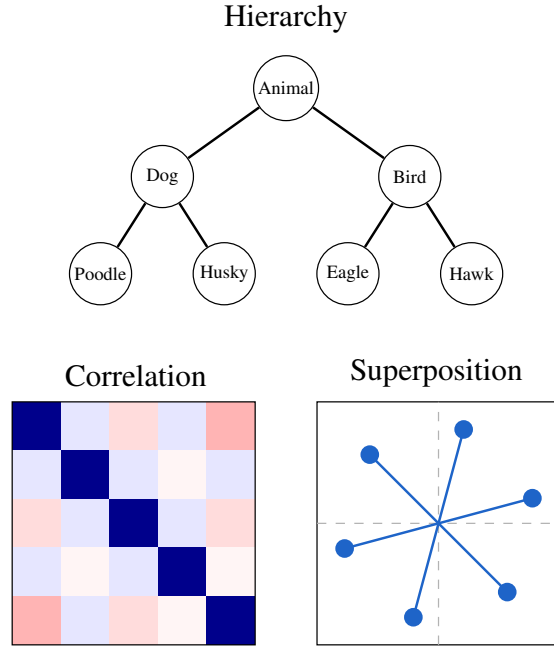 Hierarchy
Animal
Dog
Bird
Poodle
Husky
Eagle
Hawk
Correlation
Superposition